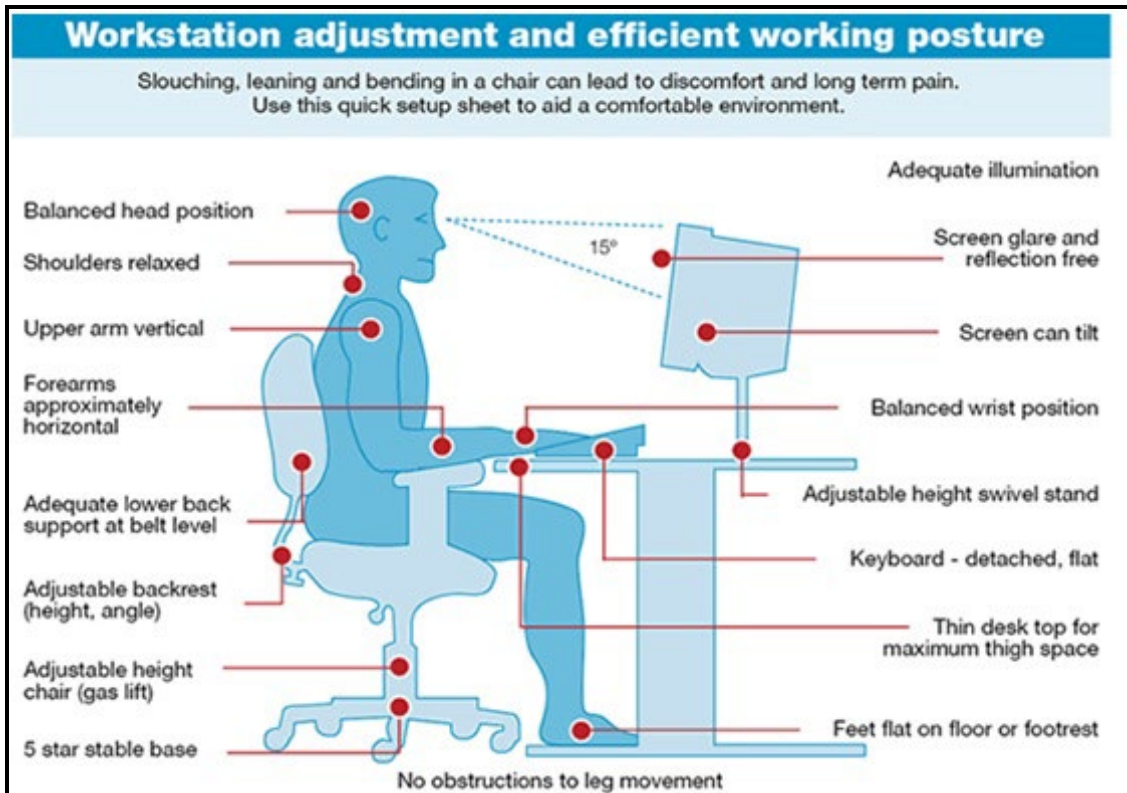 Workstation adjustment and efficient working posture
Slouching, leaning and bending in a chair can lead to discomfort and long term pain.
Use this quick setup sheet to aid a comfortable environment.
Balanced head position
Shoulders relaxed
Upper arm vertical
Forearms
approximately
horizontal
Adequate lower back
support at belt level
Adjustable backrest
(height, angle)
Adjustable height
chair (gas lift)
5 star stable base
15°
Adequate illumination
Screen glare and
reflection free
Screen can tilt
Balanced wrist position
Adjustable height swivel stand
Keyboard - detached, flat
Thin desk top for
maximum thigh space
Feet flat on floor or footrest
No obstructions to leg movement